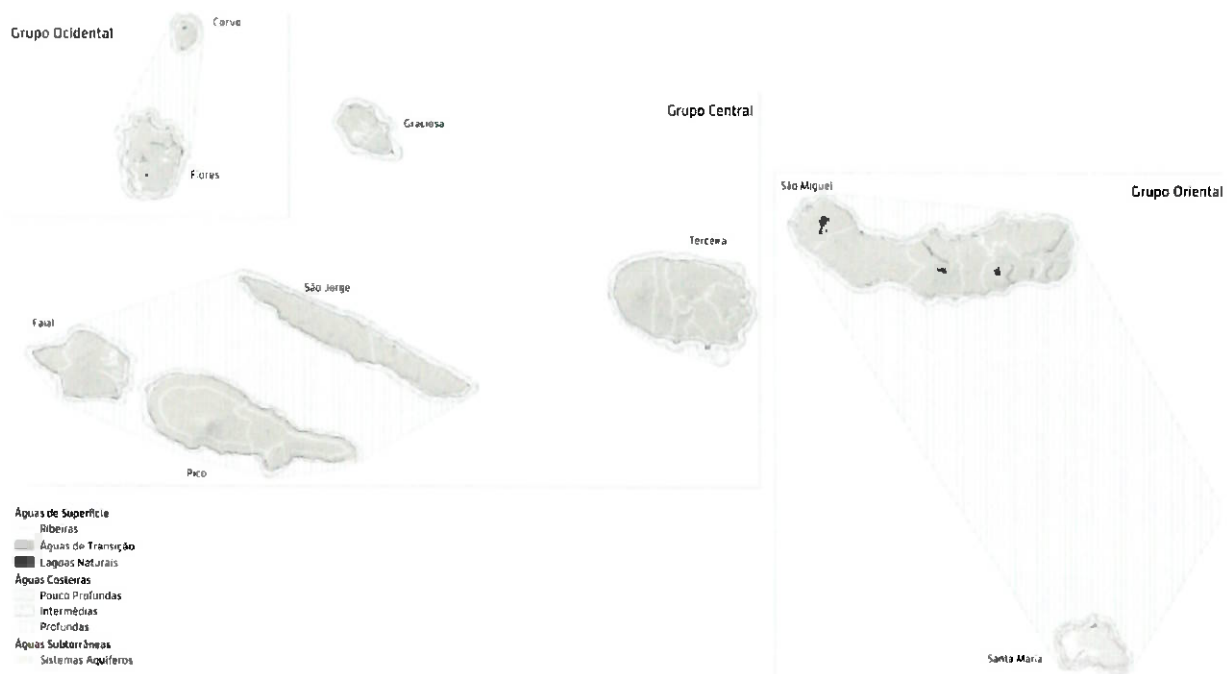 Grupo Ocidental
Corvo
Flores
Graciosa
Grupo Central
Terceira
São Jorge
Faial
Pico
São Miguel
Grupo Oriental
Santa Maria
Águas de Superfície
Ribeiras
Águas de Transição
Lagoas Naturais
Águas Costeiras
Pouco Profundas
Intermédias
Profundas
Águas Subterrâneas
Sistemas Aquíferos